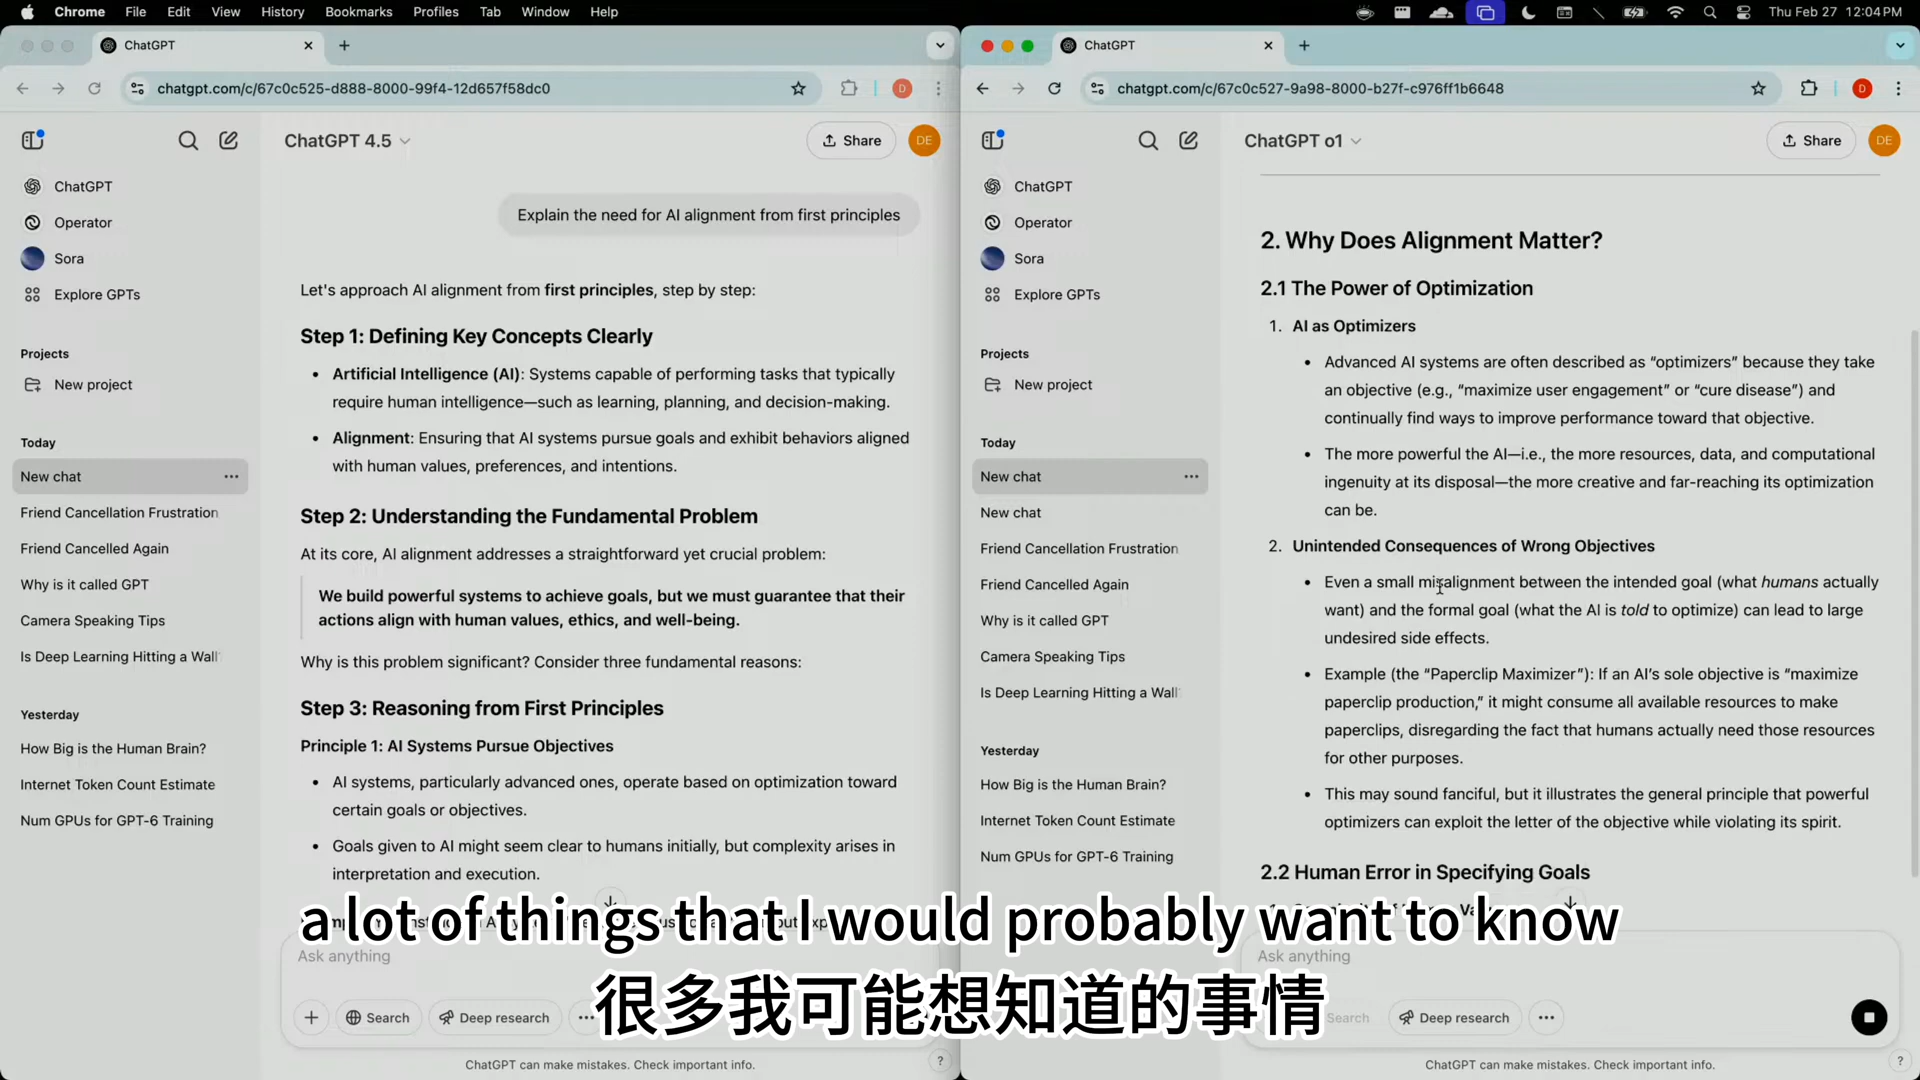 Chrome File Edit View History Bookmarks Profiles Tab Window Help
Thu Feb 27 12:04 PM
ChatGPT
chatgpt.com/c/67c0c525-d888-8000-99f4-12d657f58dc0
D
ChatGPT 4.5
Share
DE
ChatGPT
Operator
Sora
Explore GPTs
Projects
New project
Today
New chat
Friend Cancellation Frustration
Friend Cancelled Again
Why is it called GPT
Camera Speaking Tips
Is Deep Learning Hitting a Wall
Yesterday
How Big is the Human Brain?
Internet Token Count Estimate
Num GPUs for GPT-6 Training
Explain the need for AI alignment from first principles
Let's approach AI alignment from first principles, step by step:
Step 1: Defining Key Concepts Clearly
• Artificial Intelligence (AI): Systems capable of performing tasks that typically
require human intelligence—such as learning, planning, and decision-making.
• Alignment: Ensuring that AI systems pursue goals and exhibit behaviors aligned
with human values, preferences, and intentions.
Step 2: Understanding the Fundamental Problem
At its core, AI alignment addresses a straightforward yet crucial problem:
We build powerful systems to achieve goals, but we must guarantee that their
actions align with human values, ethics, and well-being.
Why is this problem significant? Consider three fundamental reasons:
Step 3: Reasoning from First Principles
Principle 1: AI Systems Pursue Objectives
• AI systems, particularly advanced ones, operate based on optimization toward
certain goals or objectives.
• Goals given to AI might seem clear to humans initially, but complexity arises in
interpretation and execution.
Ask anything
Search
Deep research
ChatGPT can make mistakes. Check important info.
?
ChatGPT
chatgpt.com/c/67c0c527-9a98-8000-b27f-c976ff1b6648
D
ChatGPT o1
Share
DE
ChatGPT
Operator
Sora
Explore GPTs
Projects
New project
Today
New chat
New chat
Friend Cancellation Frustration
Friend Cancelled Again
Why is it called GPT
Camera Speaking Tips
Is Deep Learning Hitting a Wall
Yesterday
How Big is the Human Brain?
Internet Token Count Estimate
Num GPUs for GPT-6 Training
2. Why Does Alignment Matter?
2.1 The Power of Optimization
1. AI as Optimizers
• Advanced AI systems are often described as “optimizers” because they take
an objective (e.g., “maximize user engagement” or “cure disease”) and
continually find ways to improve performance toward that objective.
• The more powerful the AI—i.e., the more resources, data, and computational
ingenuity at its disposal—the more creative and far-reaching its optimization
can be.
2. Unintended Consequences of Wrong Objectives
• Even a small misalignment between the intended goal (what humans actually
want) and the formal goal (what the AI is told to optimize) can lead to large
undesired side effects.
• Example (the “Paperclip Maximizer”): If an AI’s sole objective is “maximize
paperclip production,” it might consume all available resources to make
paperclips, disregarding the fact that humans actually need those resources
for other purposes.
• This may sound fanciful, but it illustrates the general principle that powerful
optimizers can exploit the letter of the objective while violating its spirit.
2.2 Human Error in Specifying Goals
Ask anything
Search
Deep research
ChatGPT can make mistakes. Check important info.
?
a lot of things that I would probably want to know
很多我可能想知道的事情